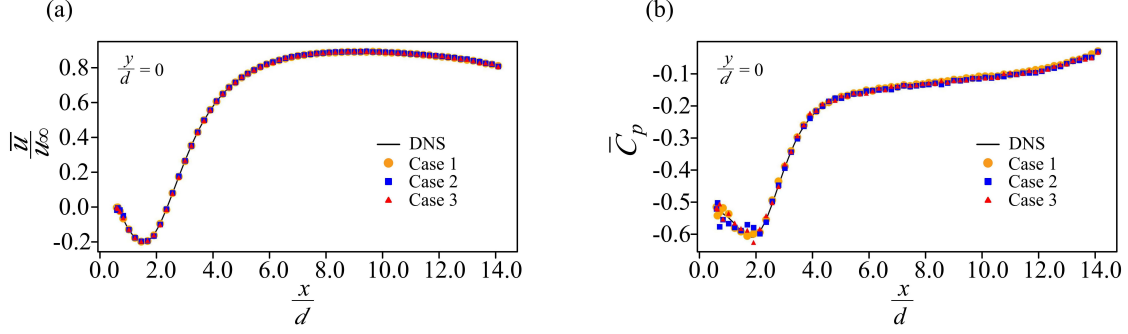 (a)
y/d = 0
0.8
0.6
0.4
0.2
0.0
-0.2
u̅/u∞
DNS
Case 1
Case 2
Case 3
0.0 2.0 4.0 6.0 8.0 10.0 12.0 14.0
x/d
(b)
y/d = 0
-0.1
-0.2
-0.3
-0.4
-0.5
-0.6
C̅p
DNS
Case 1
Case 2
Case 3
0.0 2.0 4.0 6.0 8.0 10.0 12.0 14.0
x/d